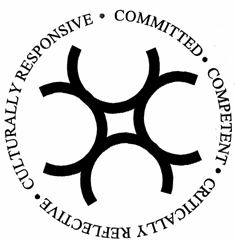 CULTURALLY RESPONSIVE • COMMITTED • COMPETENT • CRITICALLY REFLECTIVE •